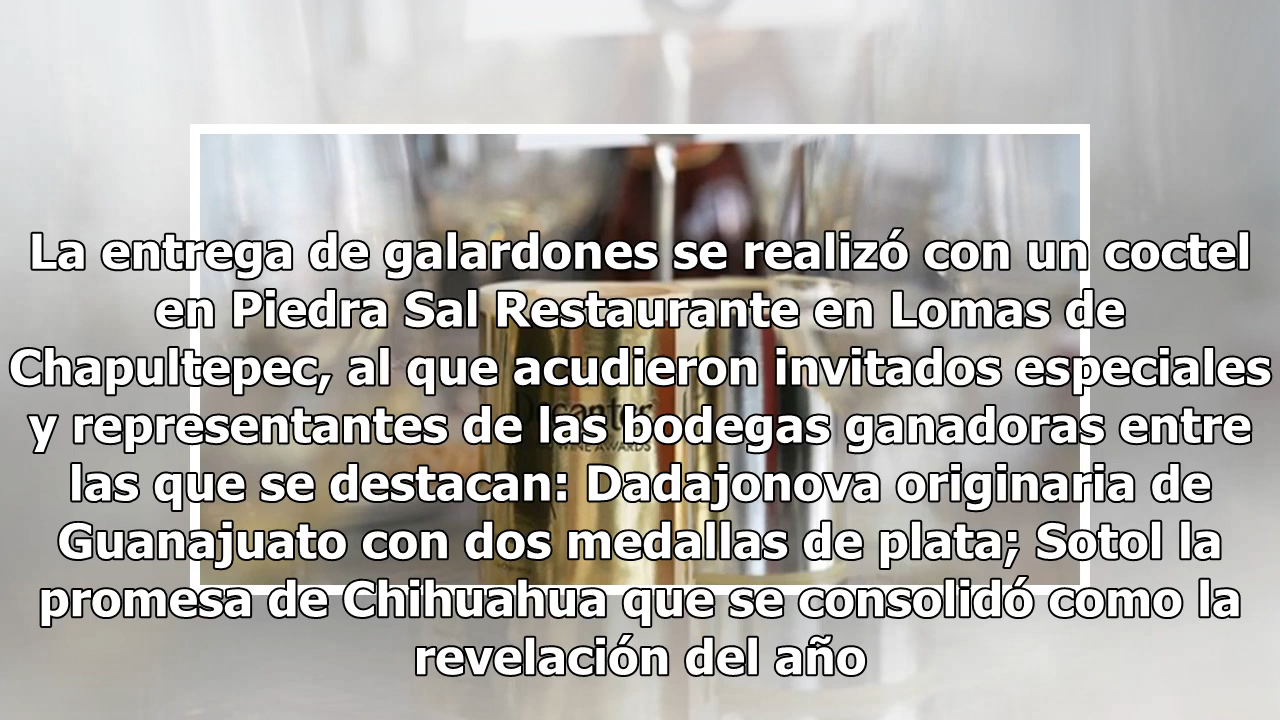 La entrega de galardones se realizó con un coctel
en Piedra Sal Restaurante en Lomas de
Chapultepec, al que acudieron invitados especiales
y representantes de las bodegas ganadoras entre
las que se destacan: Dadajonova originaria de
Guanajuato con dos medallas de plata; Sotol la
promesa de Chihuahua que se consolidó como la
revelación del año
WINE AWARDS